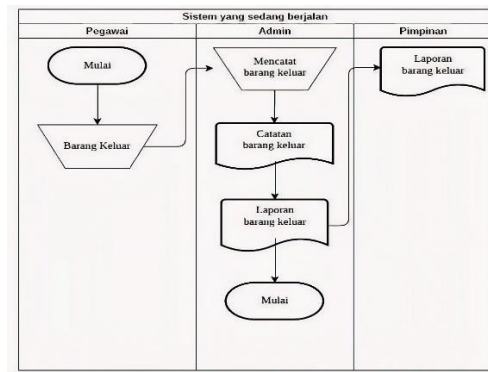 Sistem yang sedang berjalan
Pegawai
Admin
Pimpinan
Mulai
Barang Keluar
Mencatat
barang keluar
Catatan
barang keluar
Laporan
barang keluar
Mulai
Laporan
barang keluar